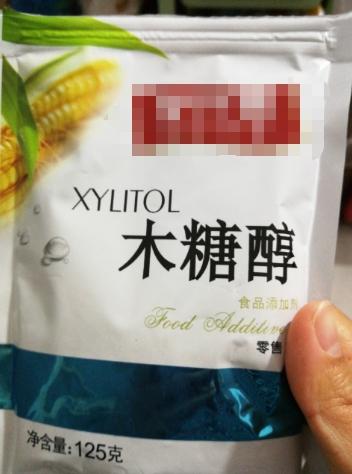 XYLITOL
木糖醇
食品添加剂
Food Additive
零售
净含量:125克